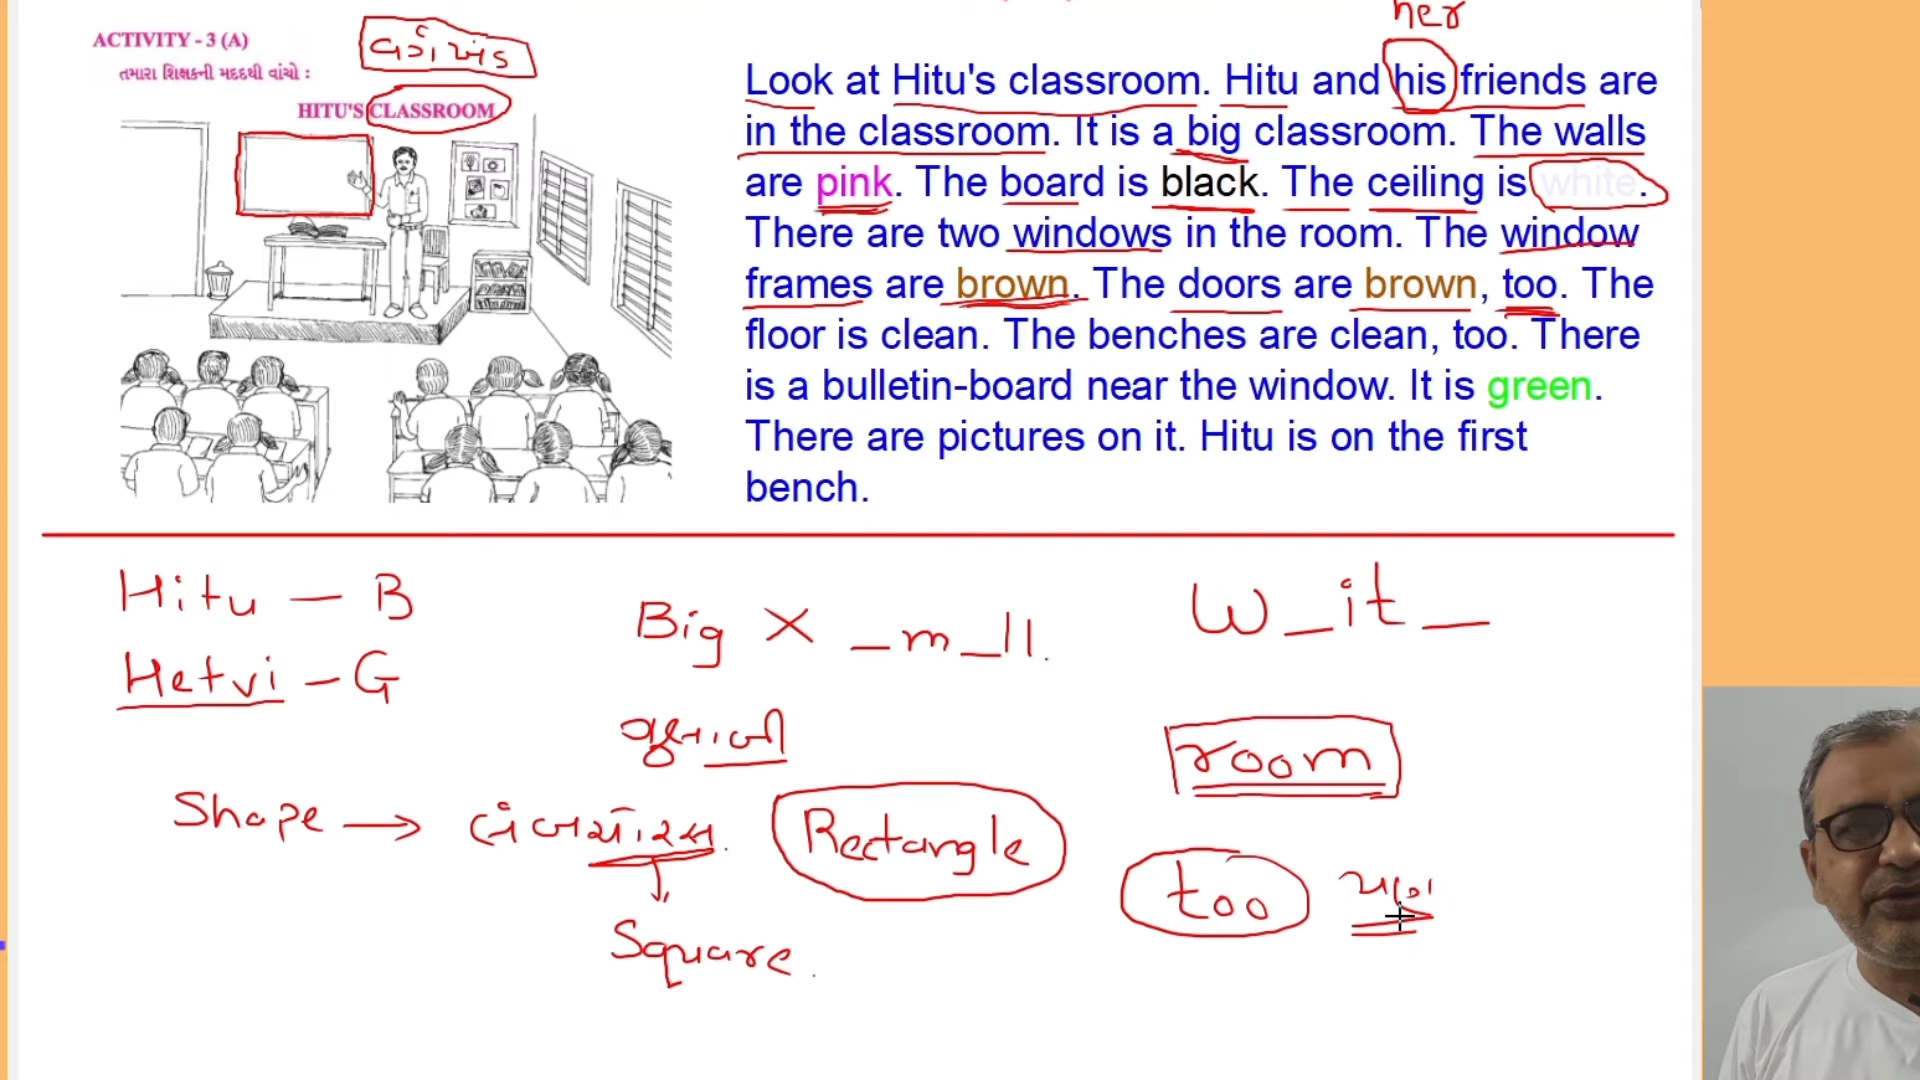 her
ACTIVITY - 3 (A)
વર્ગખંડ
તમારા શિક્ષકની મદદથી વાંચો :
HITU'S CLASSROOM
Look at Hitu's classroom. Hitu and his friends are
in the classroom. It is a big classroom. The walls
are pink. The board is black. The ceiling is white.
There are two windows in the room. The window
frames are brown. The doors are brown, too. The
floor is clean. The benches are clean, too. There
is a bulletin-board near the window. It is green.
There are pictures on it. Hitu is on the first
bench.
Hitu – B
Hetvi – G
Big X _m_ll.
W_it_
ગુલાબી
room
Shape → લંબચોરસ.
Rectangle
Square.
too
પણ